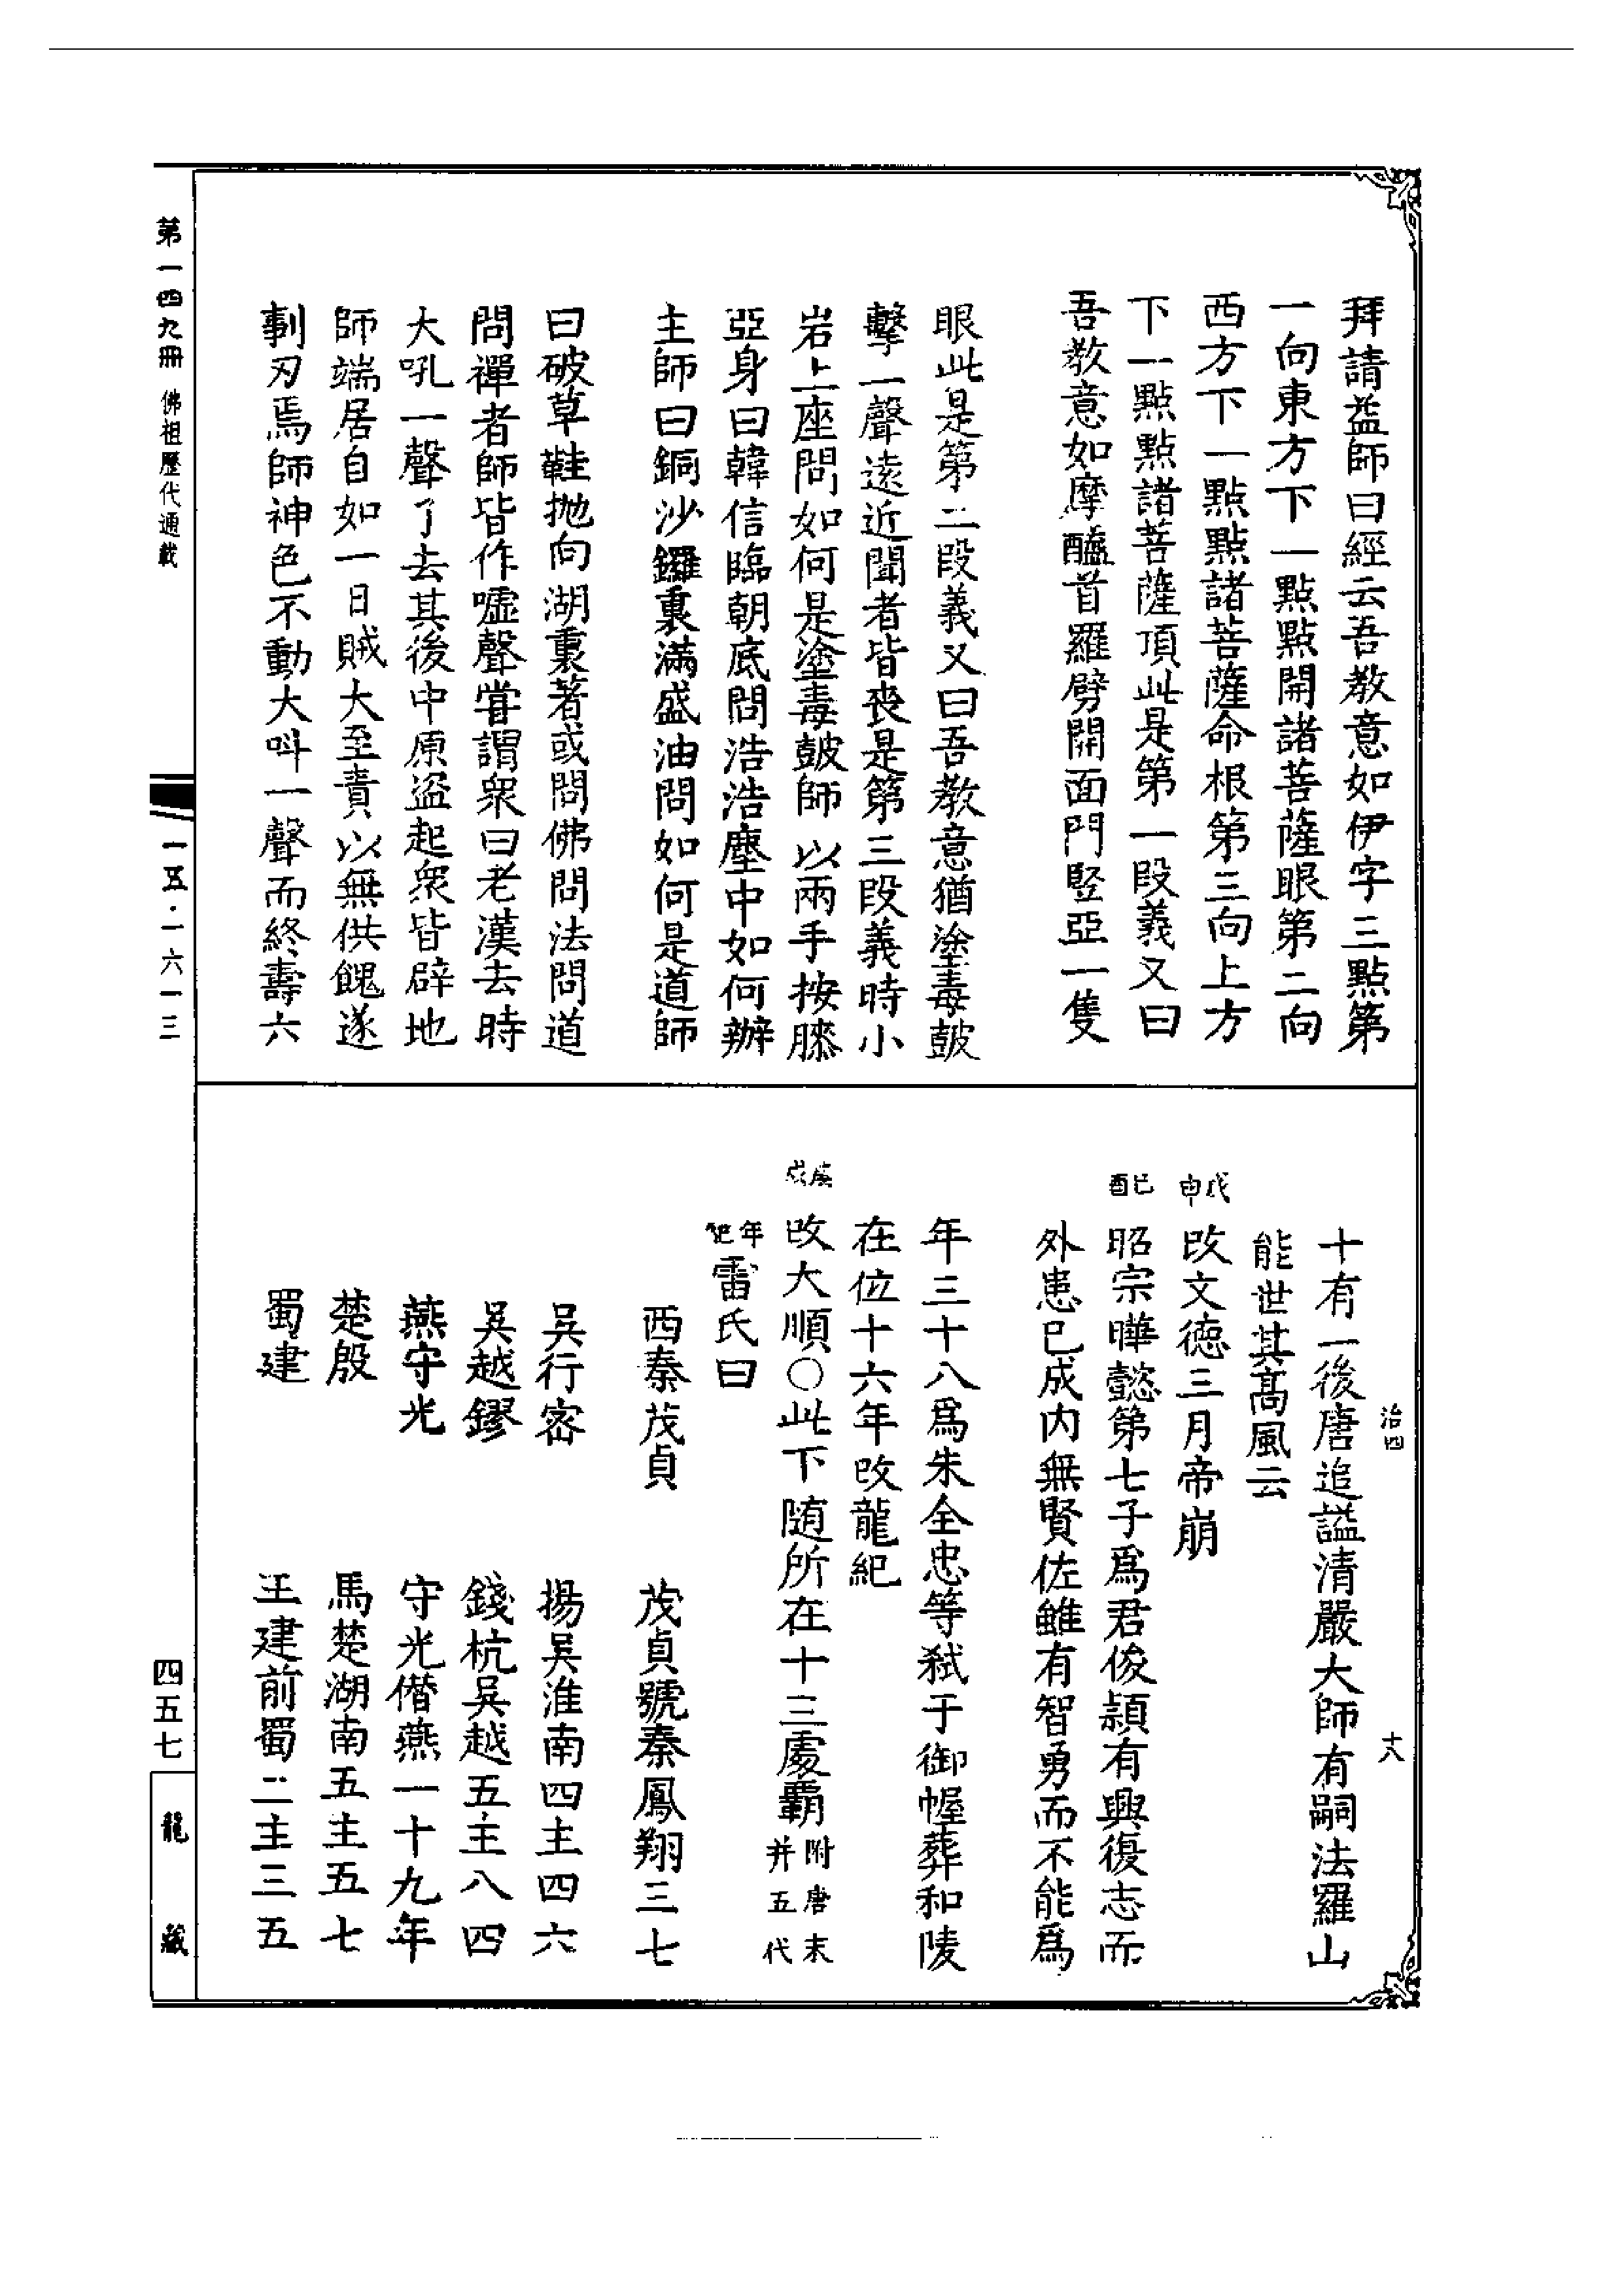 拜請益師曰經云吾教意如伊字三點第
一向東方下一點點開諸菩薩眼第二向
西方下一點點諸菩薩命根第三向上方
下一點點諸菩薩頂此是第一段義又曰
吾教意如摩醯首羅劈開面門竪亞一隻
眼此是第二段義又曰吾教意猶塗毒皷
擊一聲遠近聞者皆喪是第三段義時小
岩上座問如何是塗毒皷師以兩手按膝
亞身曰韓信臨朝底問浩浩塵中如何辦
主師曰銅沙鑼裏滿盛油問如何是道師
曰破草鞋抛向湖裏著或問佛問法問道
問禪者師皆作噓聲甞謂衆曰老漢去時
大吼一聲了去其後中原盜起衆皆辟地
師端居自如一日賊大至責以無供餽遂
剚刃焉師神色不動大呌一聲而終壽六
治四
十八
十有一後唐追謚清嚴大師有嗣法羅山
能世其髙風云
戊申
改文德三月帝崩
己酉
昭宗曄懿第七子爲君俊頴有興復志而
外患已成内無賢佐雖有智勇而不能爲
年三十八爲朱全忠等弑于御幄葬和陵
在位十六年改龍紀
庚戌
改大順○此下随所在十三處覇附唐末并五代
年紀雷氏曰
西秦茂貞 茂貞號秦鳳翔三七
吳行宻 揚吳淮南四主四六
吳越鏐 錢杭吳越五主八四
燕守光 守光僣燕一十九年
楚殷 馬楚湖南五主五七
蜀建 王建前蜀二主三五
第一四九冊 佛祖歷代通載
一五·一六一三
四五七
龍藏